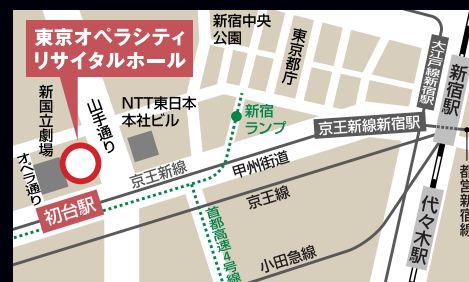 東京オペラシティ
リサイタルホール
新宿中央
公園
東京都庁
大江戸線新宿駅
新宿駅
新国立劇場
山手通り
NTT東日本
本社ビル
新宿
ランプ
京王新線新宿駅
オペラ通り
京王新線
甲州街道
都営新宿線
初台駅
京王線
代々木駅
首都高速4号線
小田急線